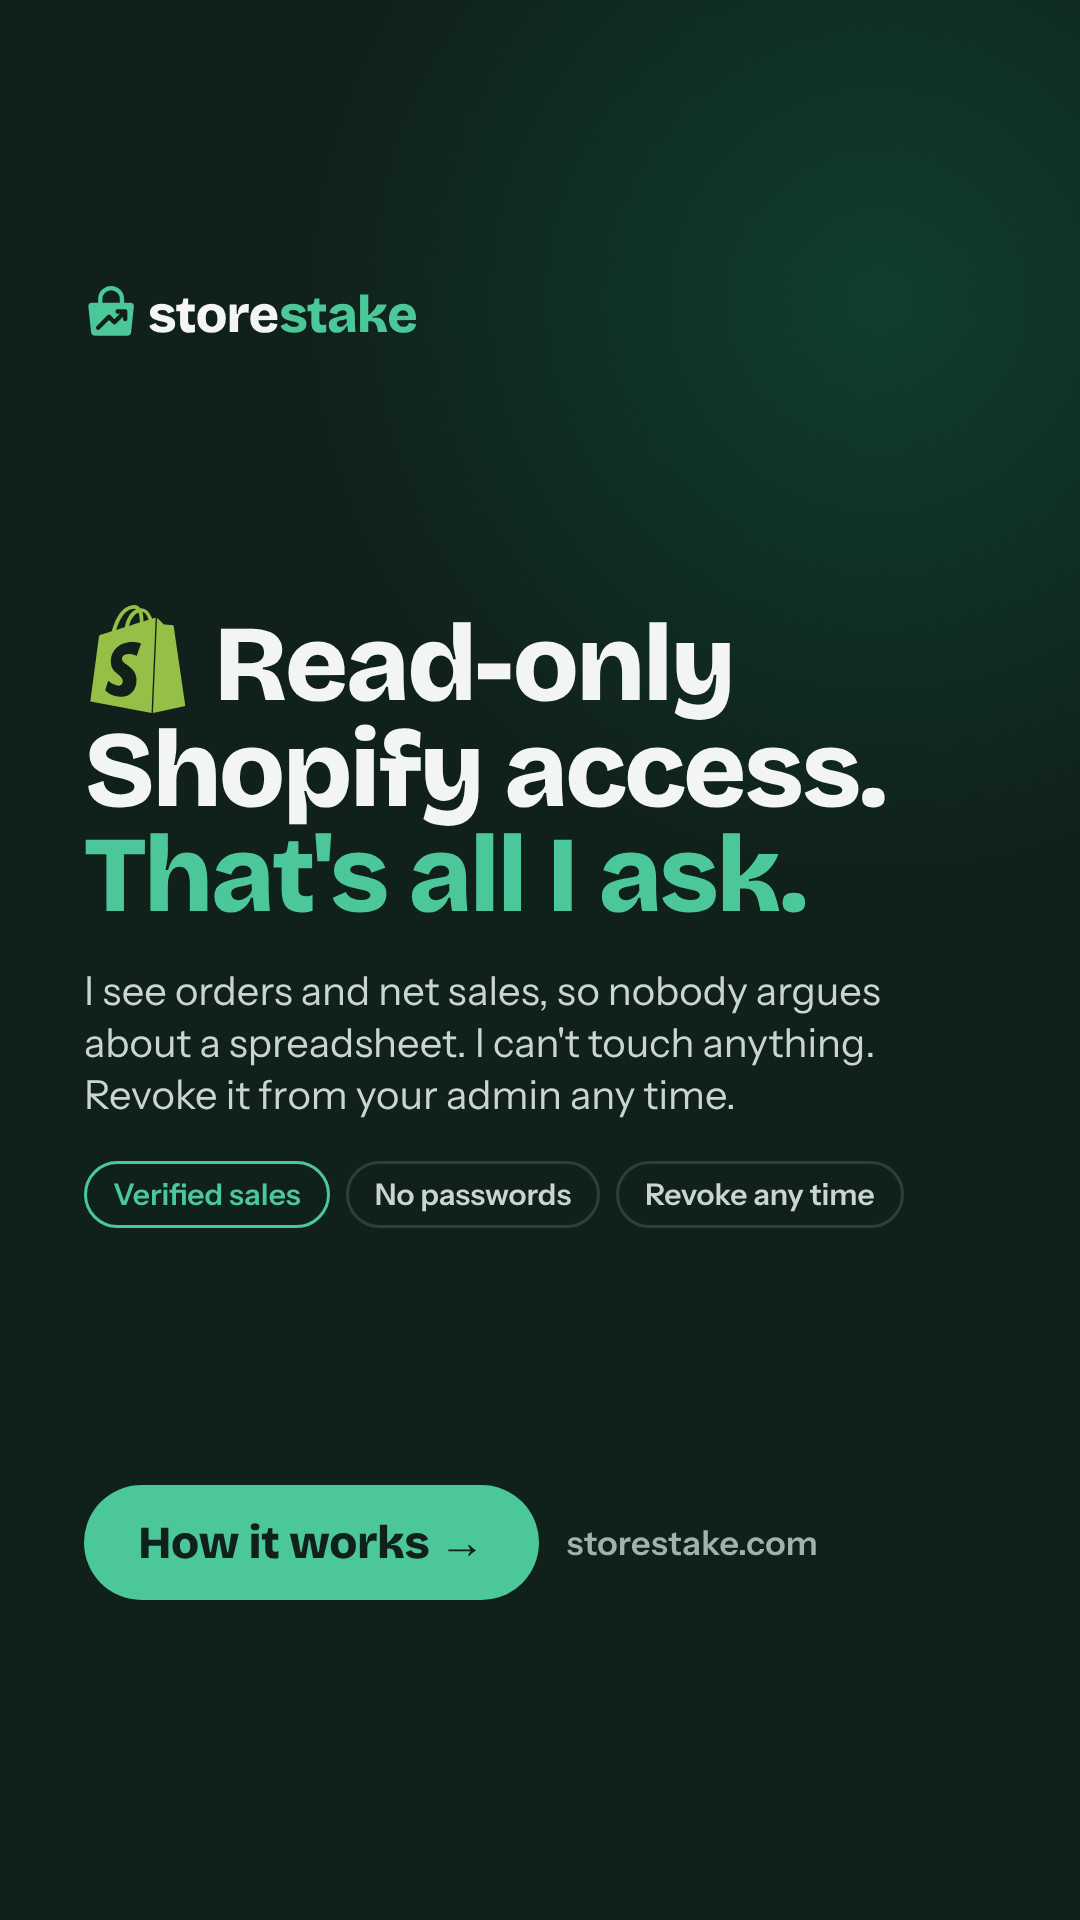 storestake
Read-only
Shopify access.
That's all I ask.
I see orders and net sales, so nobody argues
about a spreadsheet. I can't touch anything.
Revoke it from your admin any time.
Verified sales No passwords Revoke any time
How it works → storestake.com